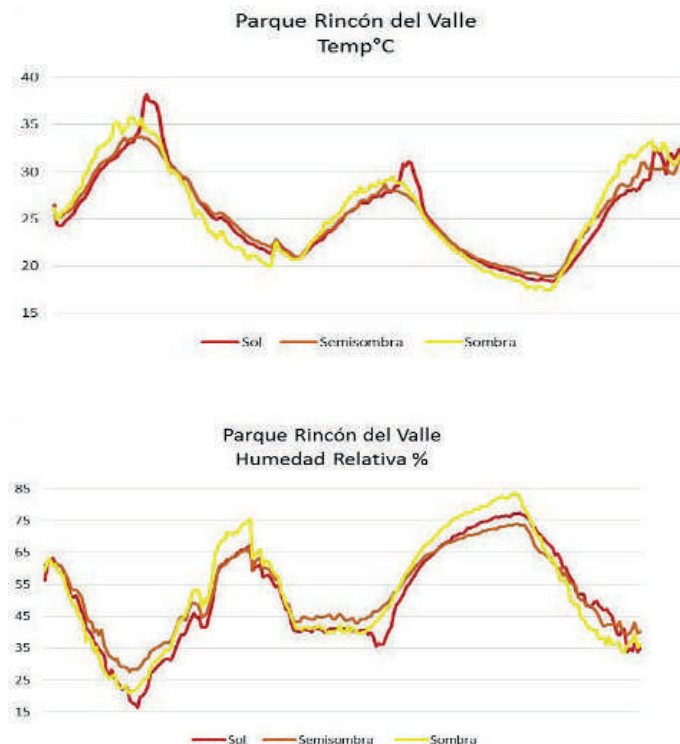 Parque Rincón del Valle
Temp°C
40
35
30
25
20
15
Sol Semisombra Sombra
Parque Rincón del Valle
Humedad Relativa %
85
75
65
55
45
35
25
15
Sol Semisombra Sombra